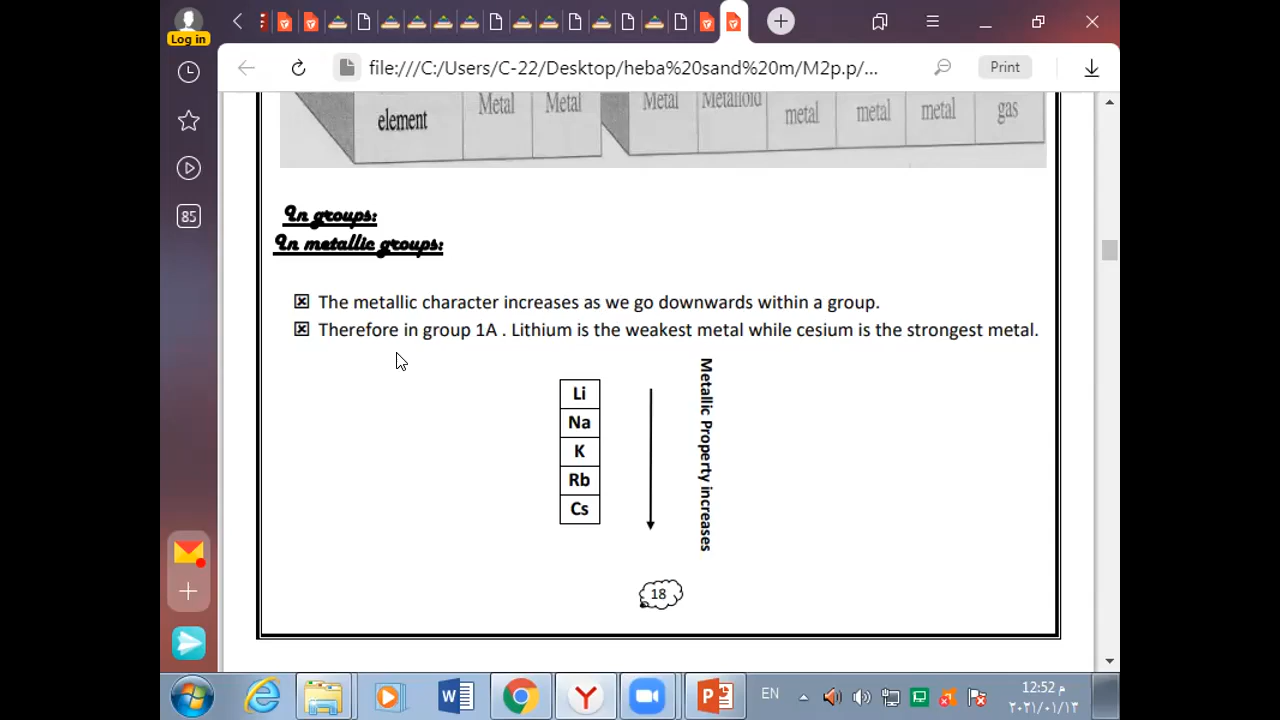 Log in
file:///C:/Users/C-22/Desktop/heba%20sand%20m/M2p.p/...
Print
85
element
Metal
Metal
Metal
Metalloid
metal
metal
metal
gas
In groups:
In metallic groups:
The metallic character increases as we go downwards within a group.
Therefore in group 1A . Lithium is the weakest metal while cesium is the strongest metal.
Li
Na
K
Rb
Cs
Metallic Property increases
18
EN
12:52 م
٢٠٢١/٠١/١٣